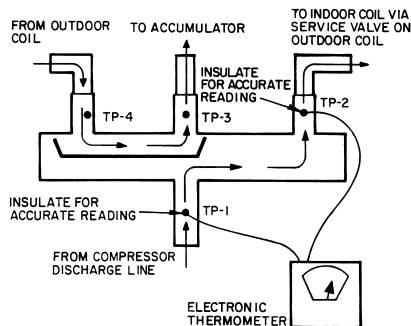 FROM OUTDOOR
COIL
TO ACCUMULATOR
TO INDOOR COIL VIA
SERVICE VALVE ON
OUTDOOR COIL
INSULATE FOR
ACCURATE
READING
TP-2
TP-4
TP-3
INSULATE FOR
ACCURATE READING
TP-1
FROM COMPRESSOR
DISCHARGE LINE
ELECTRONIC
THERMOMETER